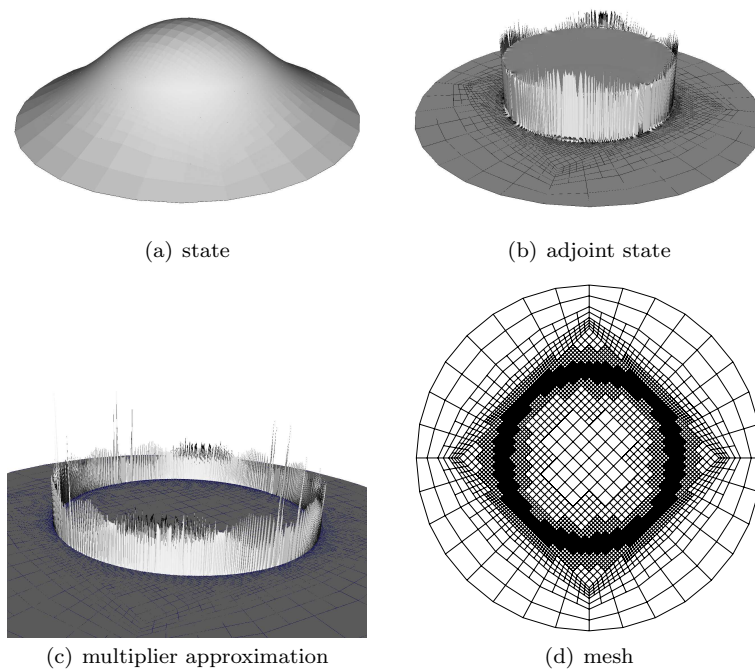 (a) state
(b) adjoint state
(c) multiplier approximation
(d) mesh